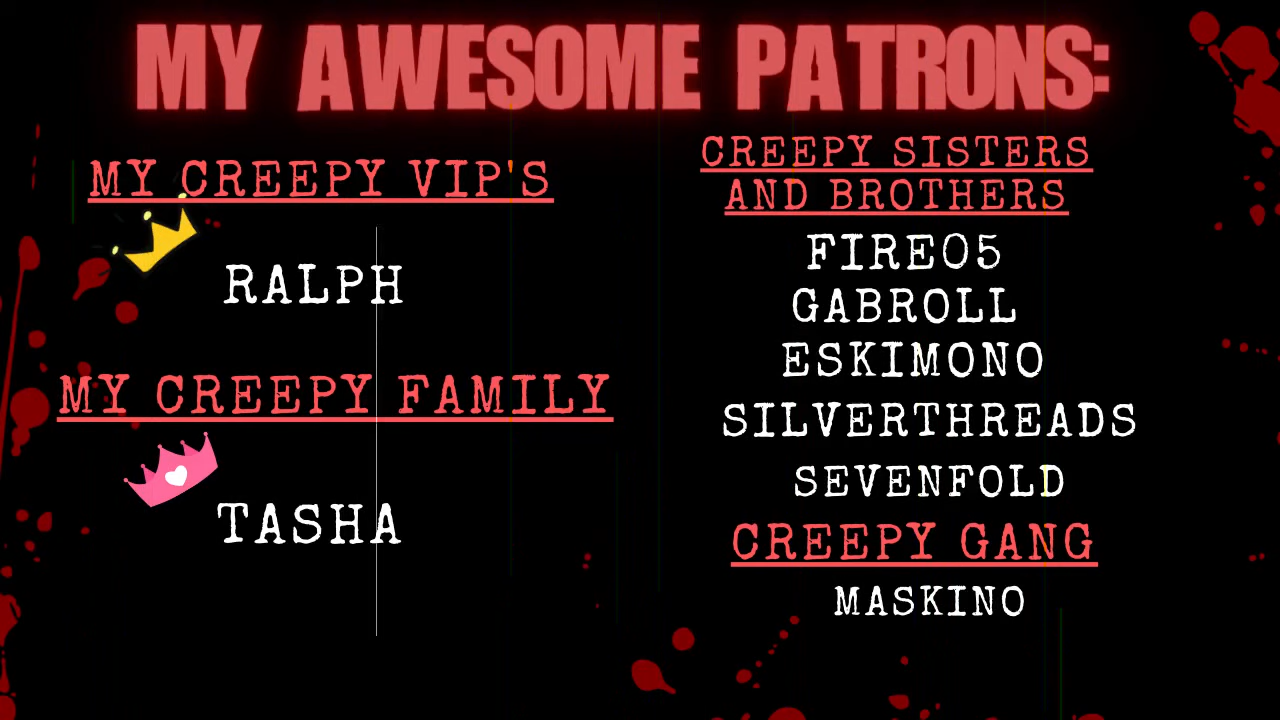 MY AWESOME PATRONS:
MY CREEPY VIP'S
RALPH
MY CREEPY FAMILY
TASHA
CREEPY SISTERS
AND BROTHERS
FIRE05
GABROLL
ESKIMONO
SILVERTHREADS
SEVENFOLD
CREEPY GANG
MASKINO